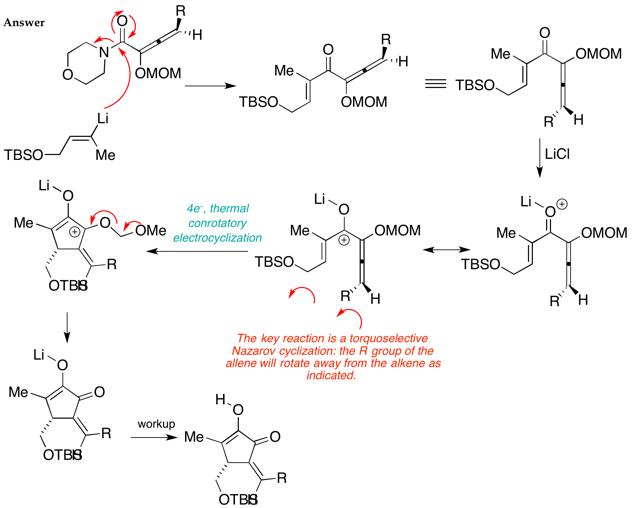 Answer
R
H
O
N
O
OMOM
Li
TBSO
Me
R
H
O
Me
TBSO
OMOM
O
Me
OMOM
TBSO
R
H
LiCl
Li
O
⊕
Me
OMOM
TBSO
R
H
Li
O
Me
⊕
OMOM
TBSO
R
H
4e-, thermal
conrotatory
electrocyclization
Li
O
Me
⊕
O
OMe
R
OTBS
H
The key reaction is a torquoselective
Nazarov cyclization: the R group of the
allene will rotate away from the alkene as
indicated.
Li
O
Me
O
R
OTBS
H
workup
H
O
Me
O
R
OTBS
H